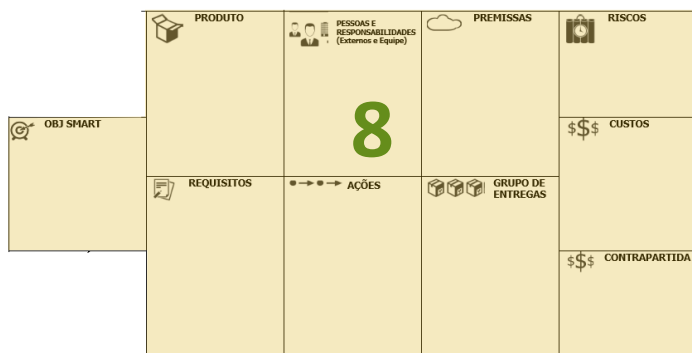 PRODUTO
PESSOAS E
RESPONSABILIDADES
(Externos e Equipe)
PREMISSAS
RISCOS
8
OBJ SMART
$$$ CUSTOS
REQUISITOS
AÇÕES
GRUPO DE
ENTREGAS
$$$ CONTRAPARTIDA